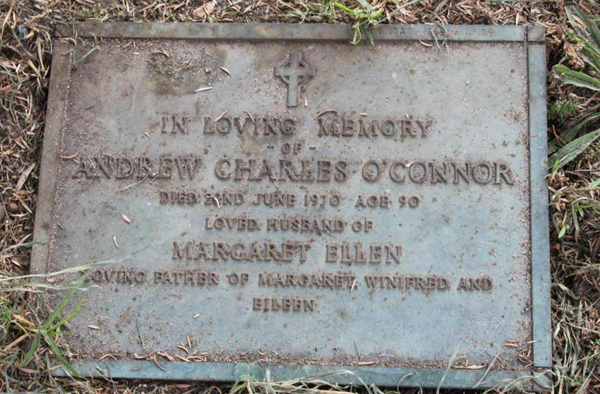 IN LOVING MEMORY
- OF -
ANDREW CHARLES O'CONNOR
DIED 22ND JUNE 1970 AGE 90
LOVED HUSBAND OF
MARGARET ELLEN
LOVING FATHER OF MARGARET, WINIFRED AND
EILEEN